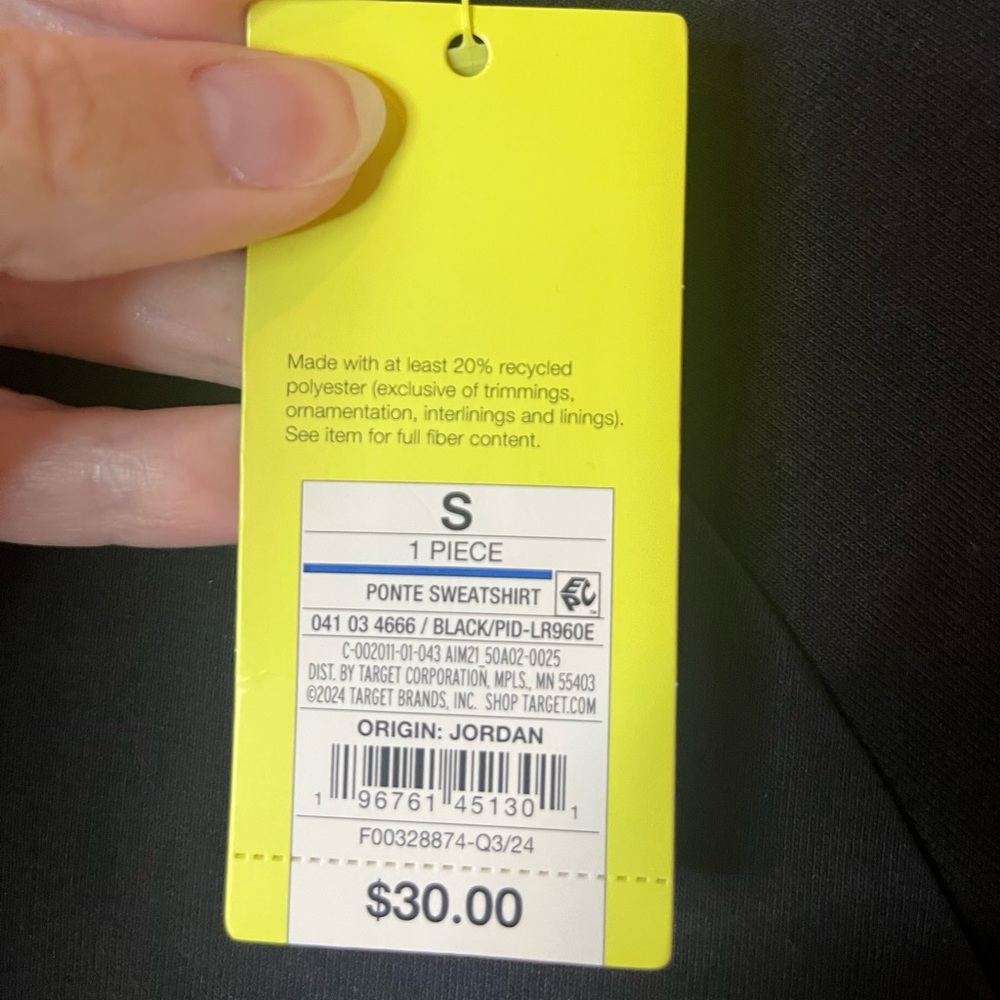 Made with at least 20% recycled
polyester (exclusive of trimmings,
ornamentation, interlinings and linings).
See item for full fiber content.
S
1 PIECE
PONTE SWEATSHIRT
EC
PC
041 03 4666 / BLACK/PID-LR960E
C-002011-01-043 AIM21_50A02-0025
DIST. BY TARGET CORPORATION, MPLS., MN 55403
©2024 TARGET BRANDS, INC. SHOP TARGET.COM
ORIGIN: JORDAN
1 96761 45130 1
F00328874-Q3/24
$30.00